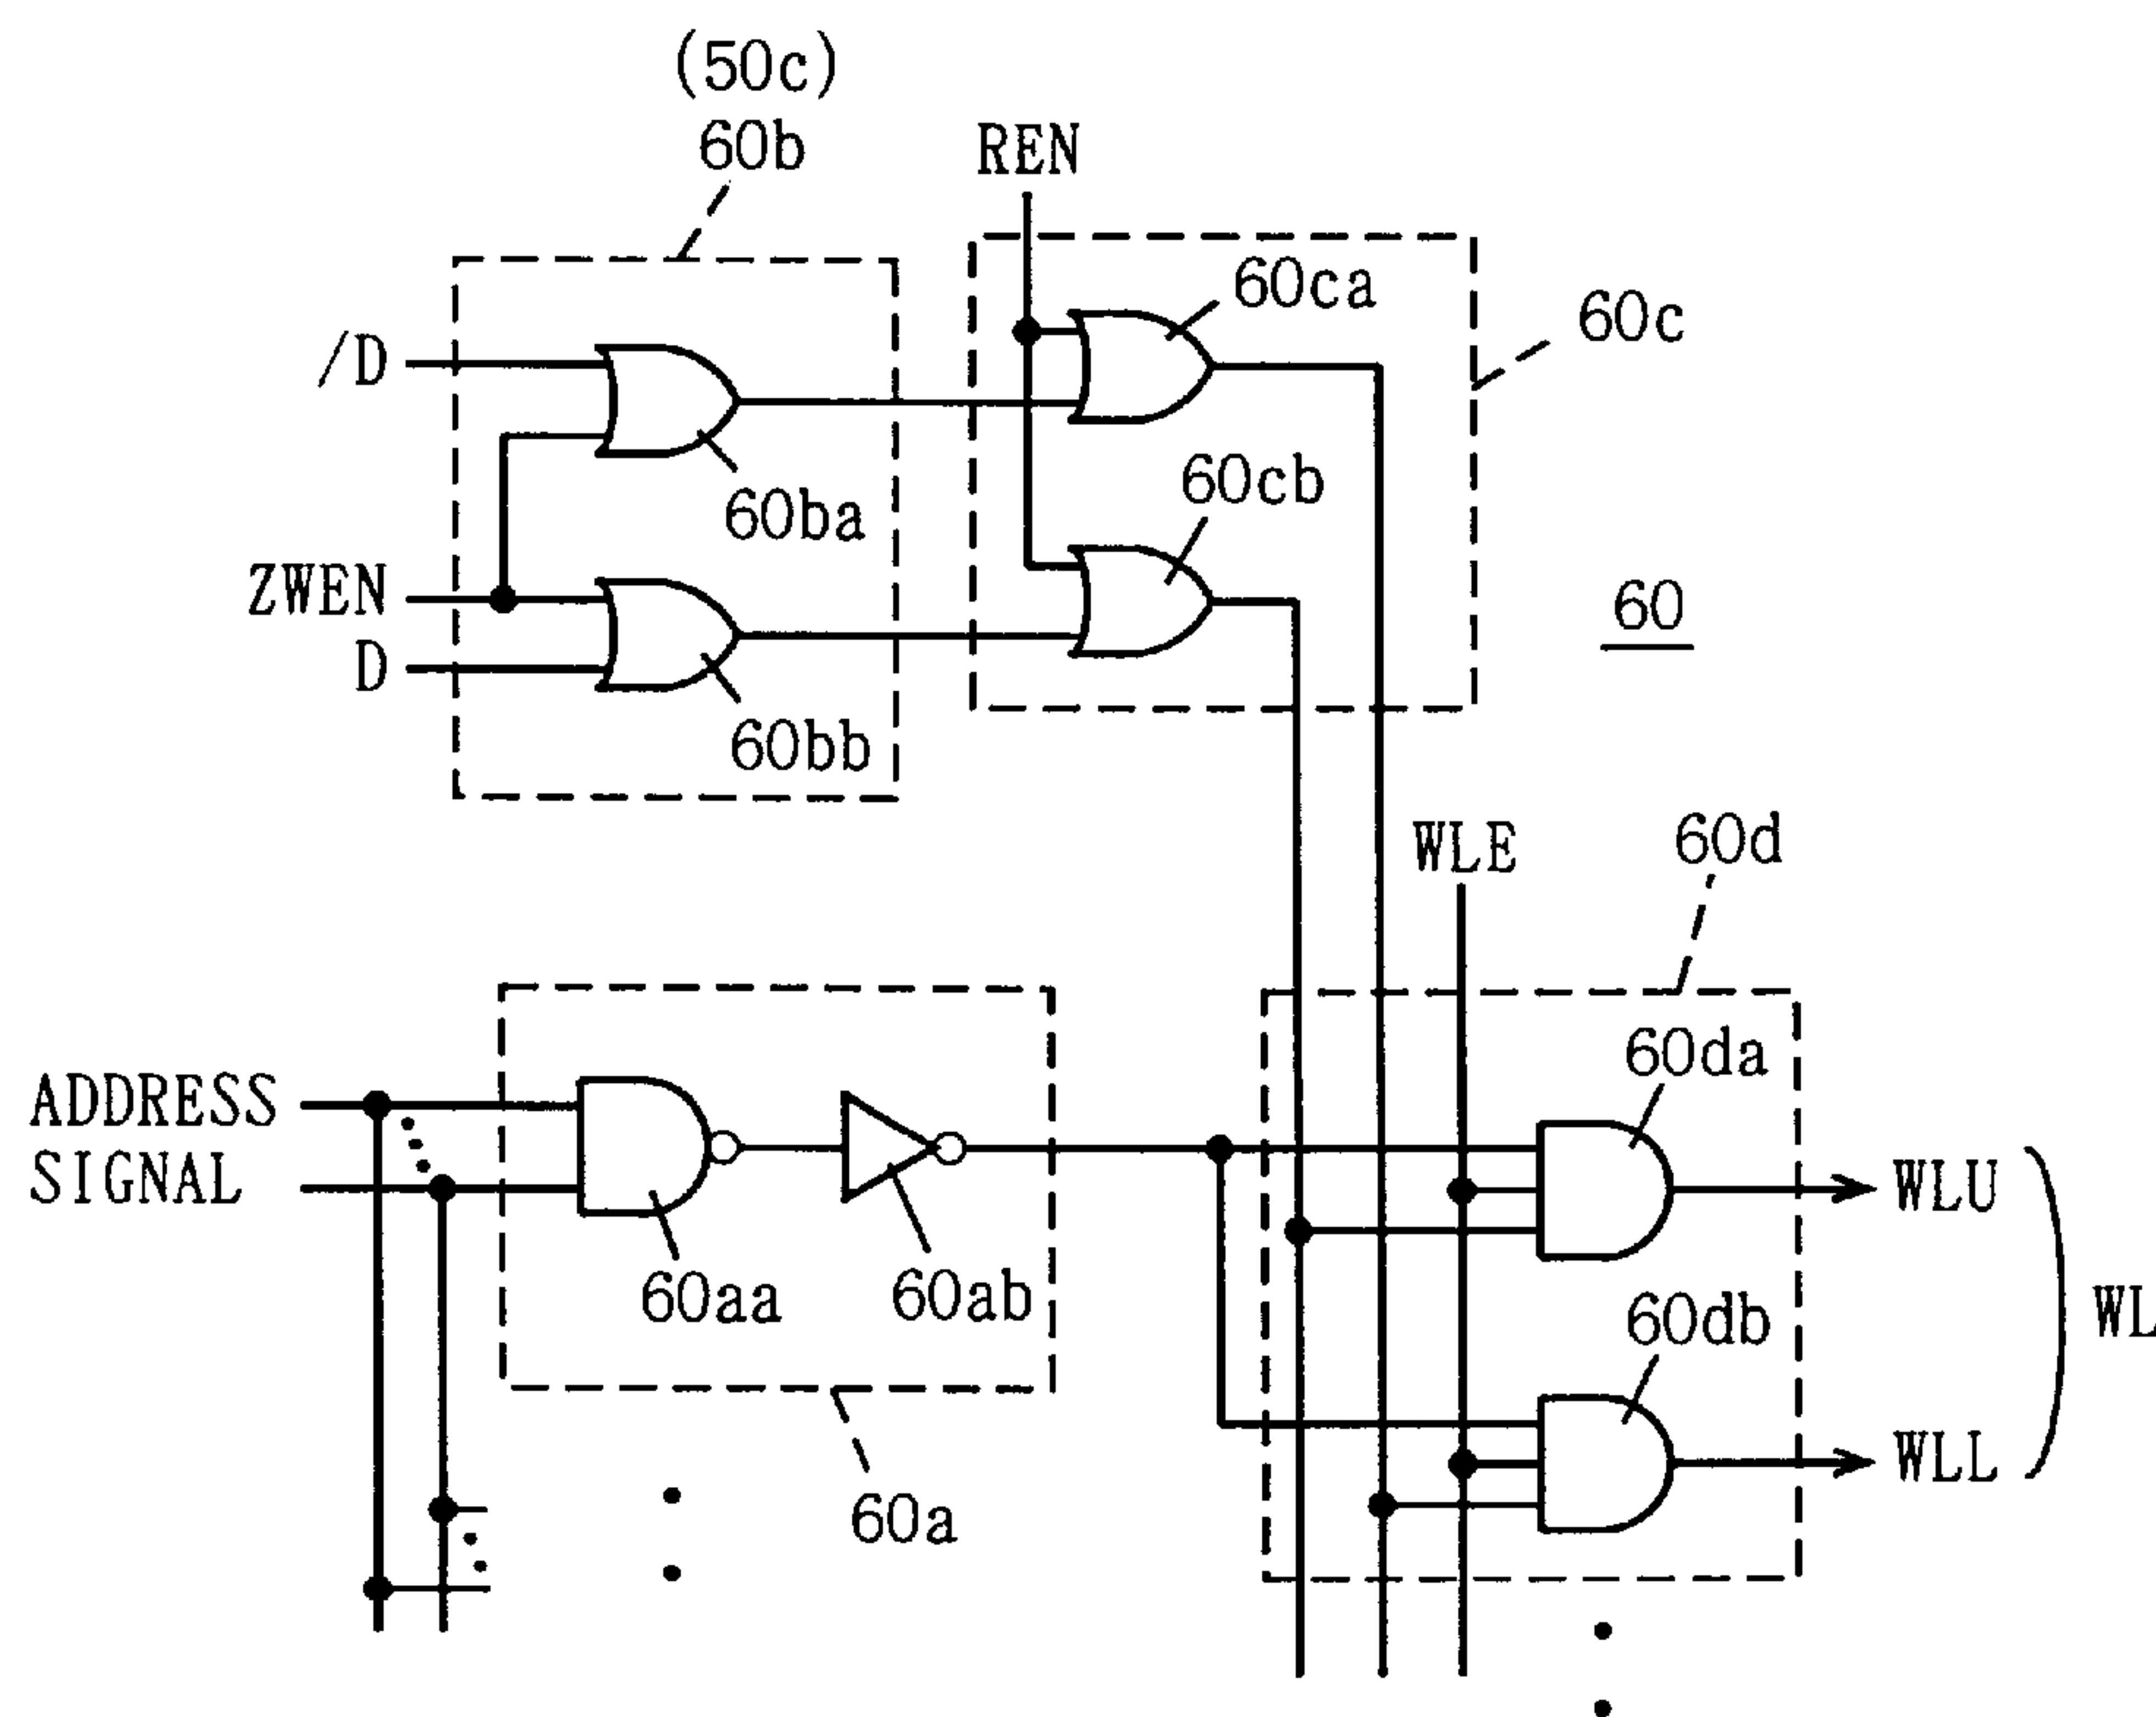 (50c)
60b
REN
60ca
60c
/D
60cb
60ba
ZWEN
60
D
60bb
WLE
60d
60da
ADDRESS
SIGNAL
WLU
60aa
60ab
WL
60db
WLL
60a